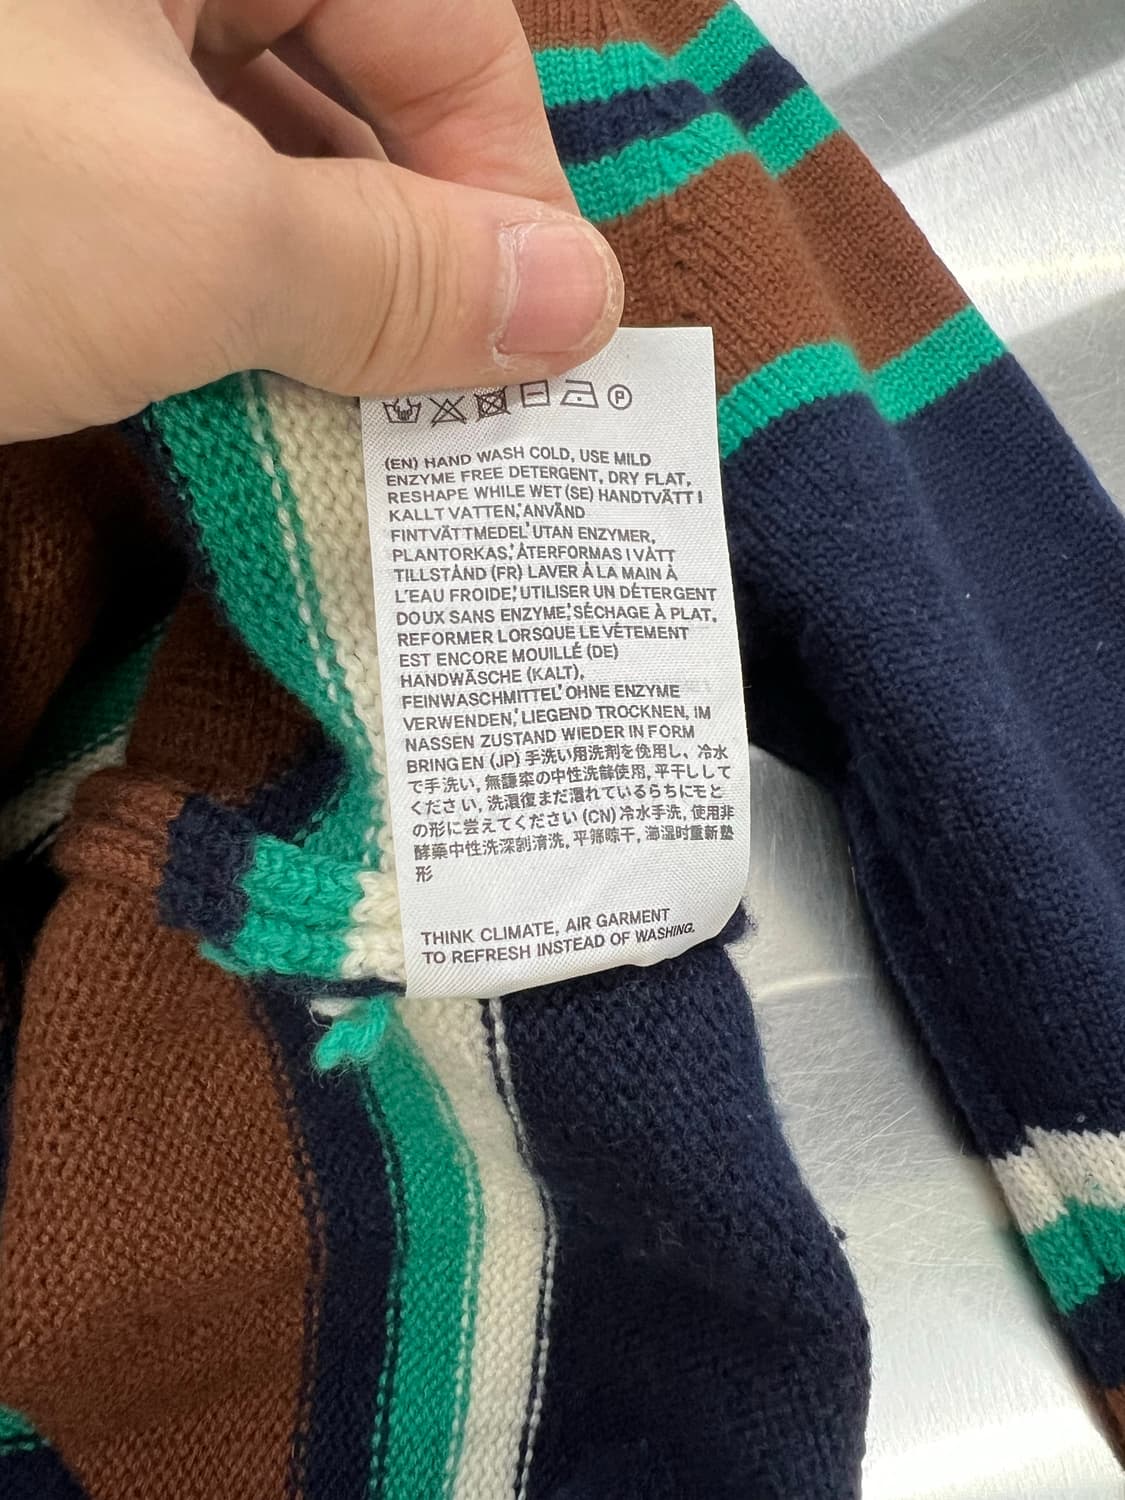 P
(EN) HAND WASH COLD, USE MILD
ENZYME FREE DETERGENT, DRY FLAT,
RESHAPE WHILE WET (SE) HANDTVÄTT I
KALLT VATTEN, ANVÄND
FINTVÄTTMEDEL UTAN ENZYMER,
PLANTORKAS, ÅTERFORMAS I VÅTT
TILLSTÅND (FR) LAVER À LA MAIN À
L'EAU FROIDE, UTILISER UN DÉTERGENT
DOUX SANS ENZYME, SÉCHAGE À PLAT,
REFORMER LORSQUE LE VÊTEMENT
EST ENCORE MOUILLÉ (DE)
HANDWÄSCHE (KALT),
FEINWASCHMITTEL OHNE ENZYME
VERWENDEN, LIEGEND TROCKNEN, IM
NASSEN ZUSTAND WIEDER IN FORM
BRINGEN (JP) 手洗い用洗剤を使用し、冷水
で手洗い, 無酵素の中性洗剤使用, 平干しして
ください, 洗濯後まだ濡れているうちにもと
の形に整えてください (CN) 冷水手洗, 使用非
酵藥中性洗涤剂清洗, 平筛晾干, 潮湿时重新整
形
THINK CLIMATE, AIR GARMENT
TO REFRESH INSTEAD OF WASHING.